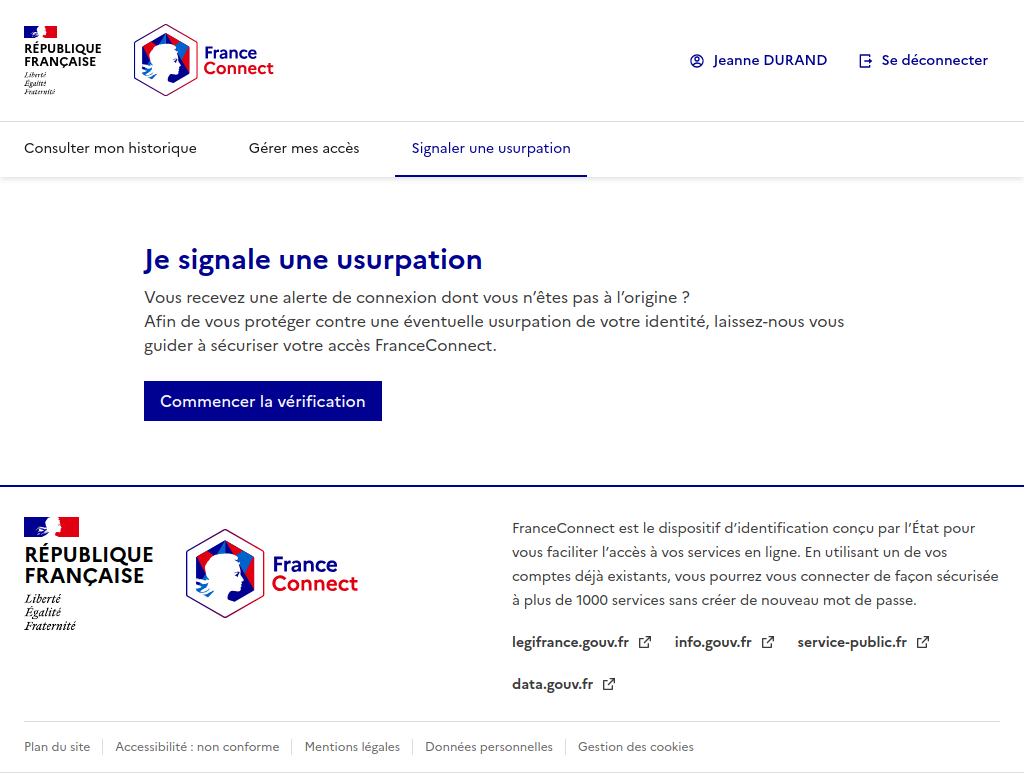 RÉPUBLIQUE
FRANÇAISE
Liberté
Égalité
Fraternité
France
Connect
Jeanne DURAND
Se déconnecter
Consulter mon historique
Gérer mes accès
Signaler une usurpation
Je signale une usurpation
Vous recevez une alerte de connexion dont vous n’êtes pas à l’origine ?
Afin de vous protéger contre une éventuelle usurpation de votre identité, laissez-nous vous
guider à sécuriser votre accès FranceConnect.
Commencer la vérification
RÉPUBLIQUE
FRANÇAISE
Liberté
Égalité
Fraternité
France
Connect
FranceConnect est le dispositif d’identification conçu par l’État pour
vous faciliter l’accès à vos services en ligne. En utilisant un de vos
comptes déjà existants, vous pourrez vous connecter de façon sécurisée
à plus de 1000 services sans créer de nouveau mot de passe.
legifrance.gouv.fr info.gouv.fr service-public.fr
data.gouv.fr
Plan du site
Accessibilité : non conforme
Mentions légales
Données personnelles
Gestion des cookies